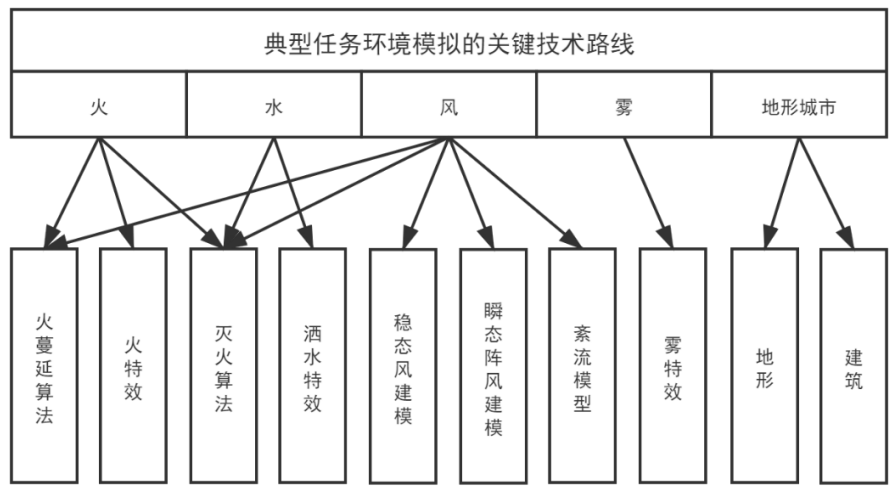 典型任务环境模拟的关键技术路线
火
水
风
雾
地形城市
火蔓延算法
火特效
灭火算法
洒水特效
稳态风建模
瞬态阵风建模
紊流模型
雾特效
地形
建筑